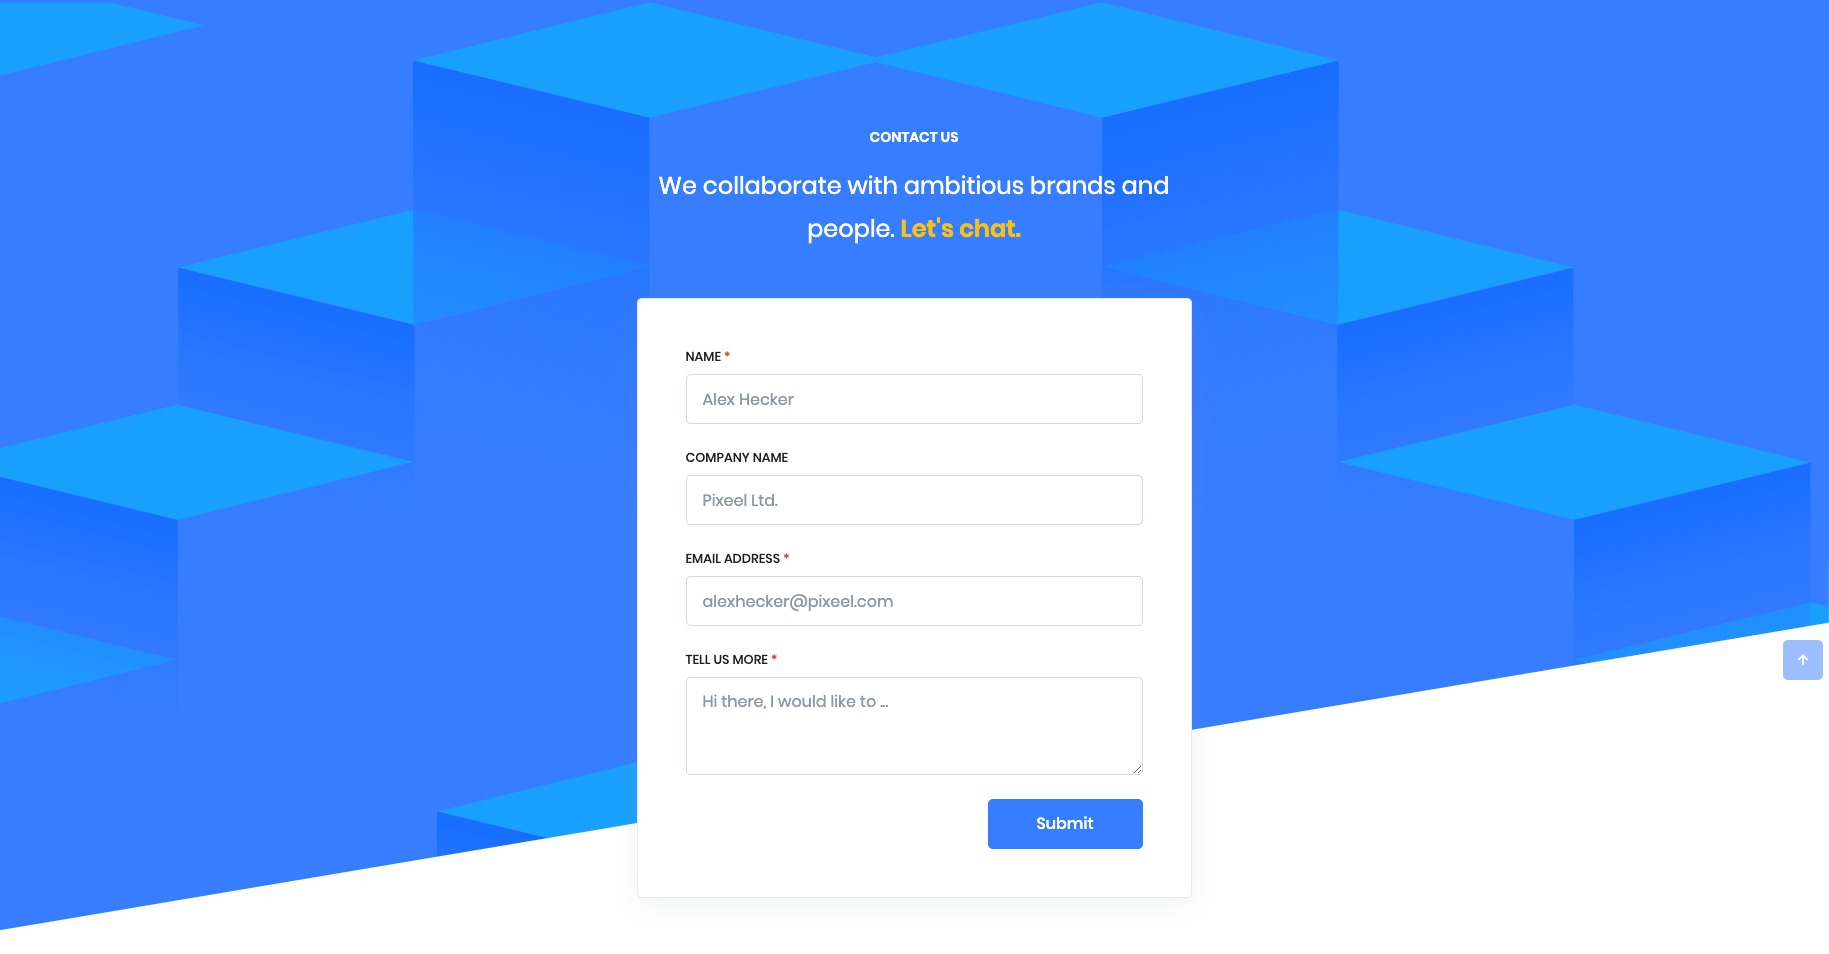 CONTACT US
We collaborate with ambitious brands and
people. Let's chat.
NAME *
Alex Hecker
COMPANY NAME
Pixeel Ltd.
EMAIL ADDRESS *
alexhecker@pixeel.com
TELL US MORE *
Hi there, I would like to ...
Submit